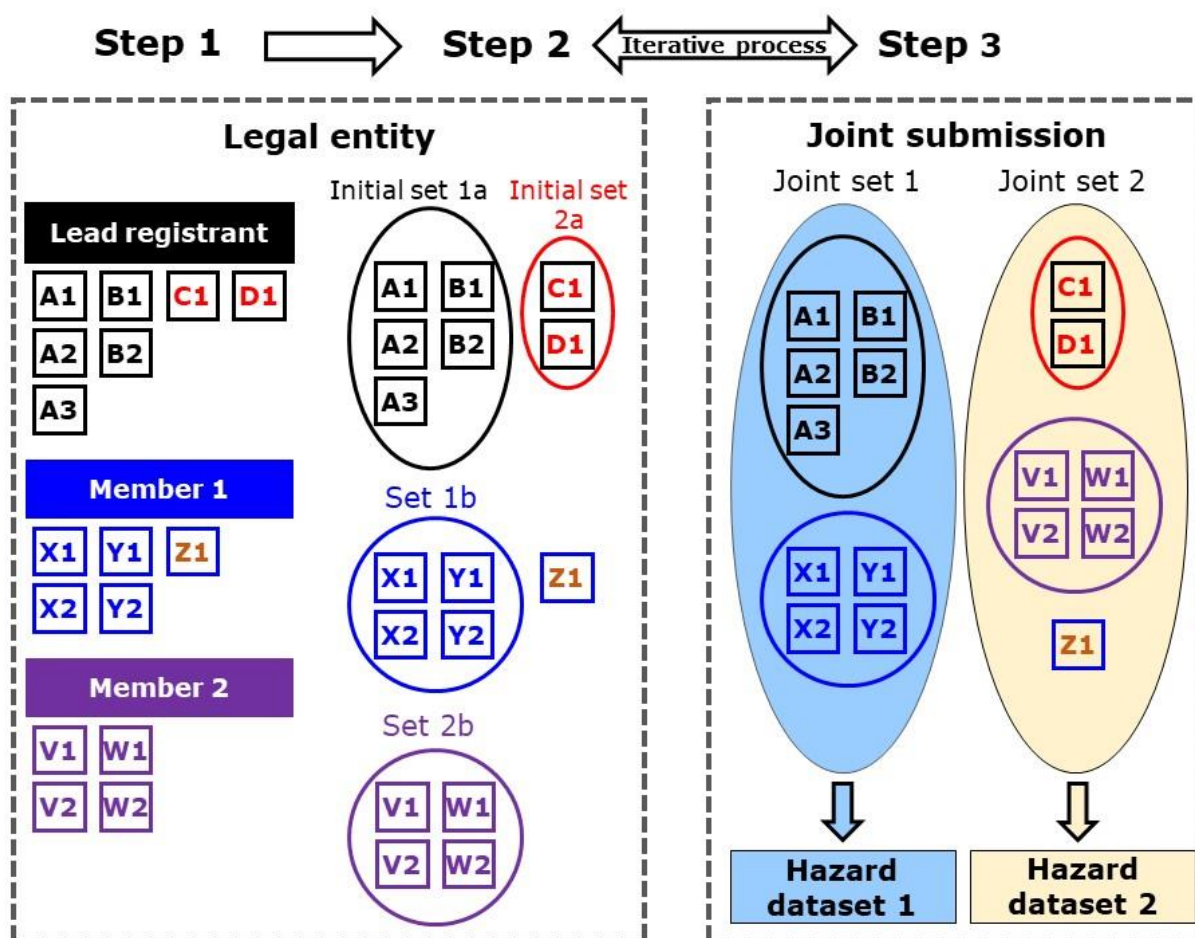 Step 1
Step 2
Iterative process
Step 3
Legal entity
Initial set 1a
Initial set
2a
Lead registrant
A1 B1 C1 D1
A2 B2
A3
A1 B1
A2 B2
A3
C1
D1
Member 1
X1 Y1 Z1
X2 Y2
Set 1b
X1 Y1
X2 Y2
Z1
Member 2
V1 W1
V2 W2
Set 2b
V1 W1
V2 W2
Joint submission
Joint set 1
Joint set 2
A1 B1
A2 B2
A3
X1 Y1
X2 Y2
C1
D1
V1 W1
V2 W2
Z1
Hazard
dataset 1
Hazard
dataset 2